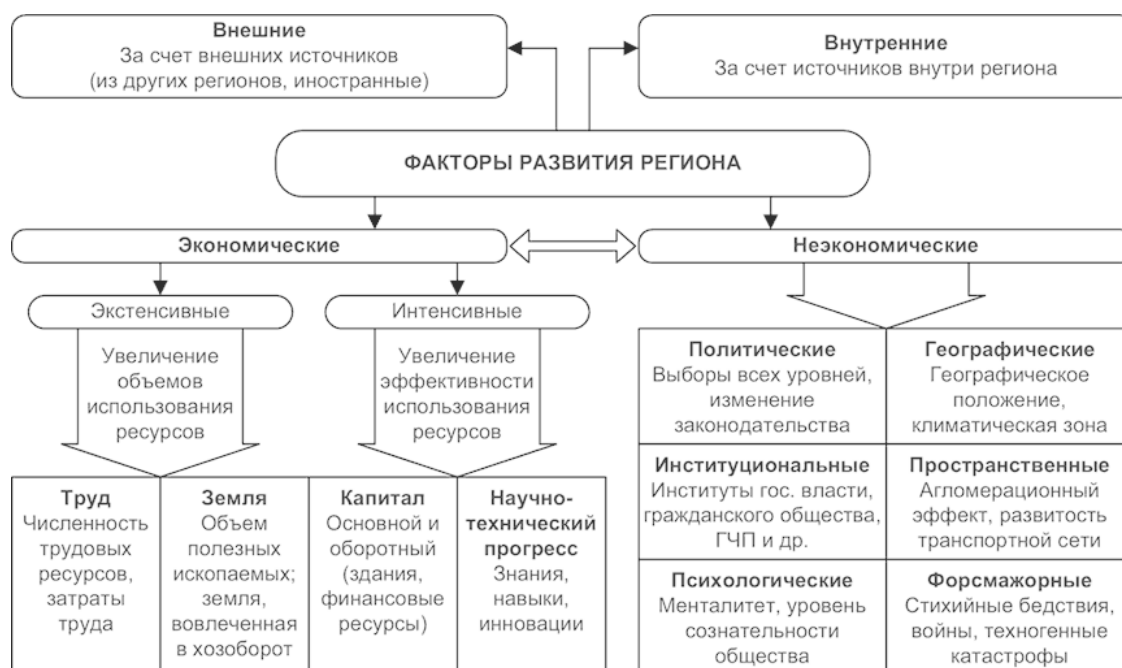 Внешние
За счет внешних источников
(из других регионов, иностранные)
Внутренние
За счет источников внутри региона
ФАКТОРЫ РАЗВИТИЯ РЕГИОНА
Экономические
Неэкономические
Экстенсивные
Интенсивные
Увеличение
объемов
использования
ресурсов
Увеличение
эффективности
использования
ресурсов
Труд
Численность
трудовых
ресурсов,
затраты
труда
Земля
Объем
полезных
ископаемых;
земля,
вовлеченная
в хозоборот
Капитал
Основной и
оборотный
(здания,
финансовые
ресурсы)
Научно-
технический
прогресс
Знания,
навыки,
инновации
Политические
Выборы всех уровней,
изменение
законодательства
Географические
Географическое
положение,
климатическая зона
Институциональные
Институты гос. власти,
гражданского общества,
ГЧП и др.
Пространственные
Агломерационный
эффект, развитость
транспортной сети
Психологические
Менталитет, уровень
сознательности
общества
Форсмажорные
Стихийные бедствия,
войны, техногенные
катастрофы